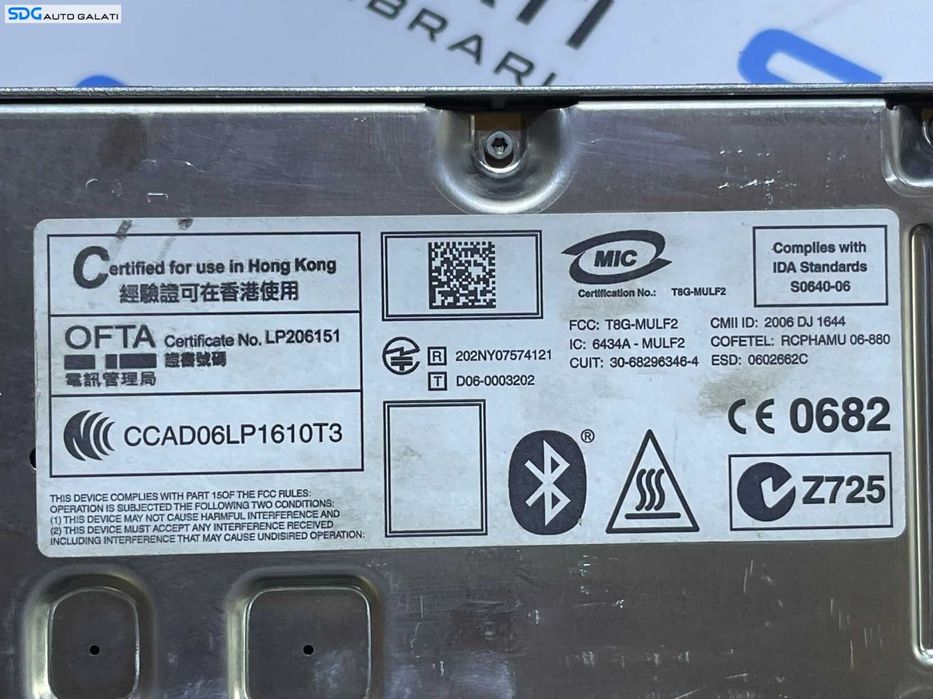 SDG AUTO GALATI
Certified for use in Hong Kong
經驗證可在香港使用
OFTA Certificate No. LP206151
證書號碼
電訊管理局
CCAD06LP1610T3
THIS DEVICE COMPLIES WITH PART 15OF THE FCC RULES:
OPERATION IS SUBJECTED THE FOLLOWING TWO CONDITIONS:
(1) THIS DEVICE MAY NOT CAUSE HARMFUL INTERFERENCE AND
(2) THIS DEVICE MUST ACCEPT ANY INTERFERENCE RECEIVED
INCLUDING INTERFERENCE THAT MAY CAUSE UNDISIRED OPERATION:
R 202NY07574121
T D06-0003202
MIC
Certification No.: T8G-MULF2
Complies with
IDA Standards
S0640-06
FCC: T8G-MULF2
IC: 6434A - MULF2
CUIT: 30-68296346-4
CMII ID: 2006 DJ 1644
COFETEL: RCPHAMU 06-880
ESD: 0602662C
CE 0682
®
Z725